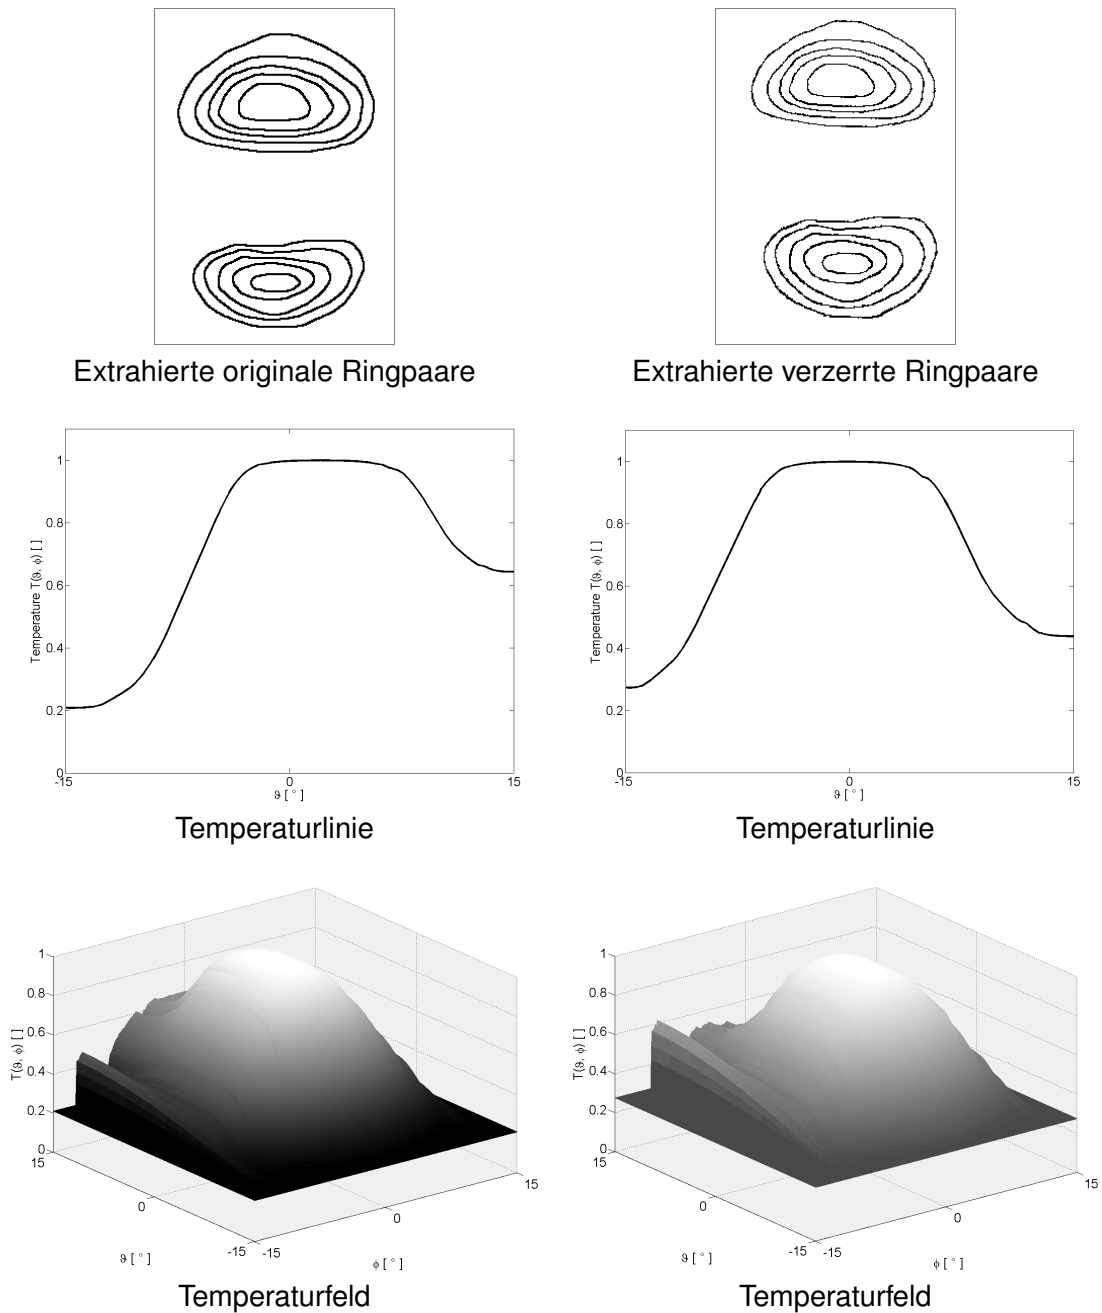 Extrahierte originale Ringpaare
Extrahierte verzerrte Ringpaare
1
0.8
0.6
0.4
0.2
0
-15
0
15
Temperature T(ϑ, ϕ) [ ]
ϑ [ ° ]
Temperaturlinie
1
0.8
0.6
0.4
0.2
0
-15
0
15
Temperature T(ϑ, ϕ) [ ]
ϑ [ ° ]
Temperaturlinie
1
0.8
0.6
0.4
0.2
0
T(ϑ, ϕ) [ ]
15
0
-15
ϑ [ ° ]
-15
0
15
ϕ [ ° ]
Temperaturfeld
1
0.8
0.6
0.4
0.2
0
T(ϑ, ϕ) [ ]
15
0
-15
ϑ [ ° ]
-15
0
15
ϕ [ ° ]
Temperaturfeld